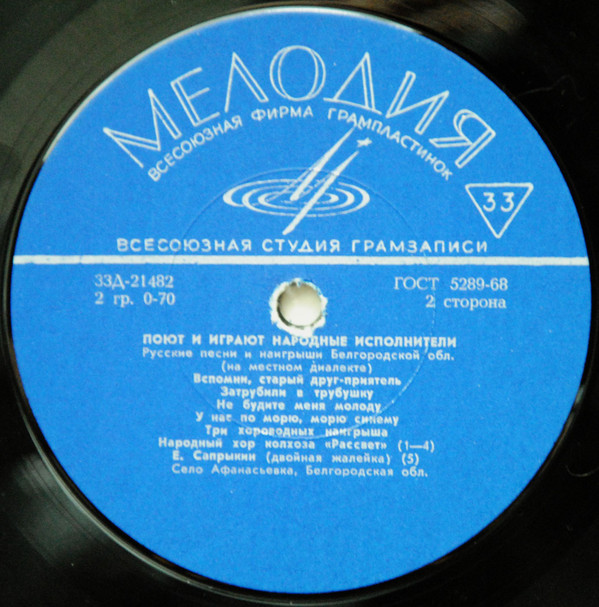 МЕЛОДИЯ
ВСЕСОЮЗНАЯ ФИРМА ГРАМПЛАСТИНОК
33
ВСЕСОЮЗНАЯ СТУДИЯ ГРАМЗАПИСИ
33Д-21482
ГОСТ 5289-68
2 гр. 0-70
2 сторона
ПОЮТ И ИГРАЮТ НАРОДНЫЕ ИСПОЛНИТЕЛИ
Русские песни и наигрыши Белгородской обл.
(на местном диалекте)
Вспомни, старый друг-приятель
Затрубили в трубушку
Не будите меня молоду
У нас по морю, морю синему
Три хороводных наигрыша
Народный хор колхоза «Рассвет» (1—4)
Е. Сапрыкин (двойная жалейка) (5)
Село Афанасьевка, Белгородская обл.